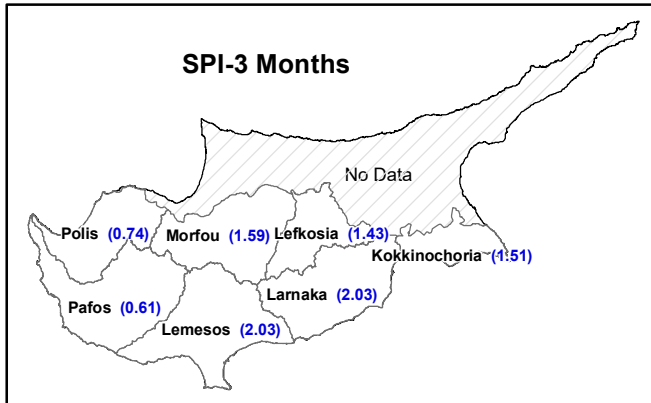 SPI-3 Months
No Data
Polis (0.74)
Morfou (1.59)
Lefkosia (1.43)
Kokkinochoria (1.51)
Pafos (0.61)
Larnaka (2.03)
Lemesos (2.03)